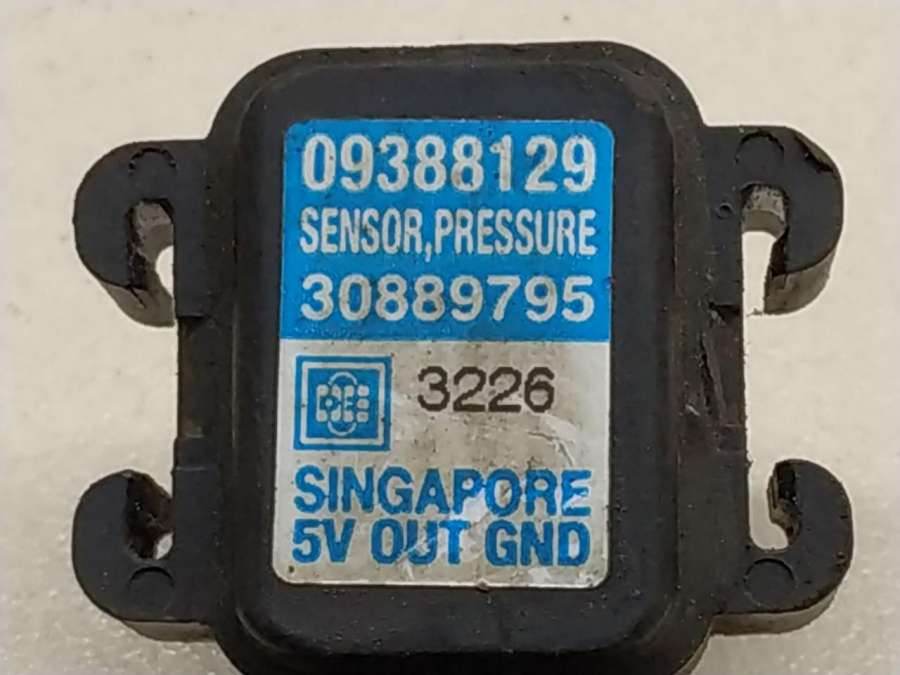 09388129
SENSOR,PRESSURE
30889795
3226
SINGAPORE
5V OUT GND